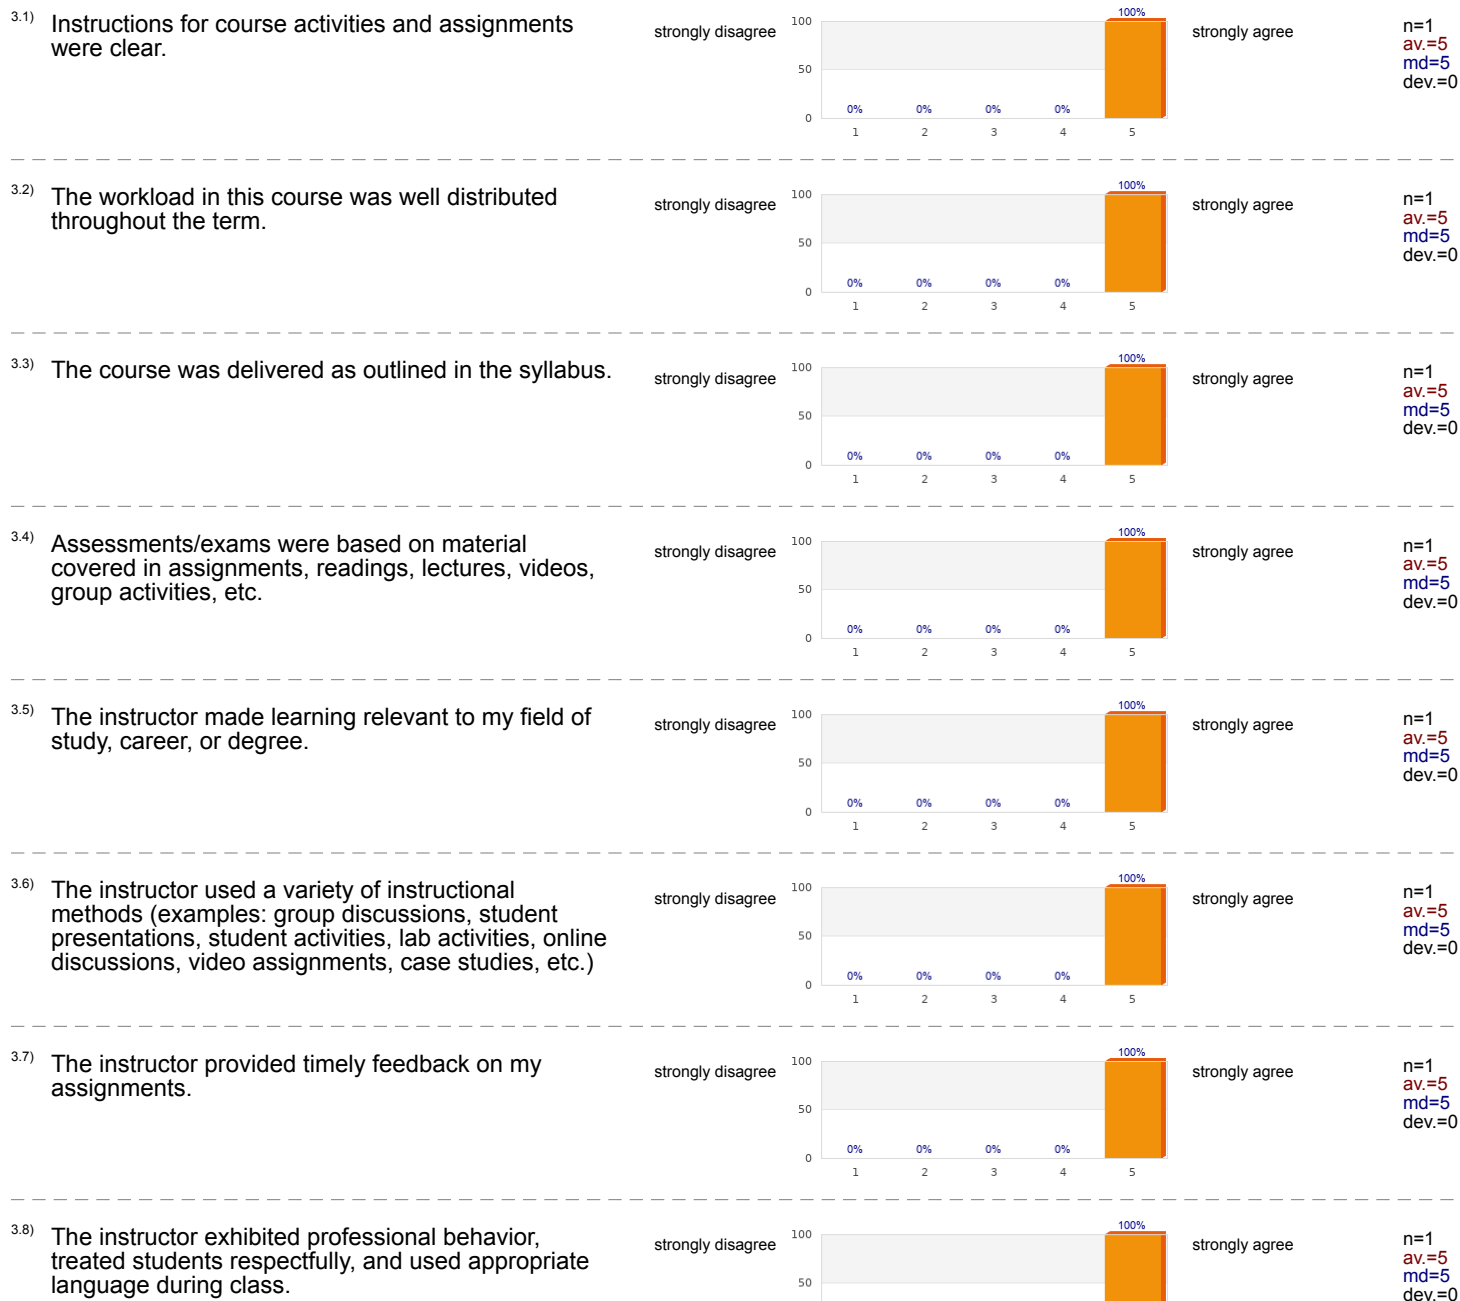 3.1) Instructions for course activities and assignments
were clear.
strongly disagree
100
50
0
0% 0% 0% 0% 100%
1 2 3 4 5
strongly agree
n=1
av.=5
md=5
dev.=0
3.2) The workload in this course was well distributed
throughout the term.
strongly disagree
100
50
0
0% 0% 0% 0% 100%
1 2 3 4 5
strongly agree
n=1
av.=5
md=5
dev.=0
3.3) The course was delivered as outlined in the syllabus.
strongly disagree
100
50
0
0% 0% 0% 0% 100%
1 2 3 4 5
strongly agree
n=1
av.=5
md=5
dev.=0
3.4) Assessments/exams were based on material
covered in assignments, readings, lectures, videos,
group activities, etc.
strongly disagree
100
50
0
0% 0% 0% 0% 100%
1 2 3 4 5
strongly agree
n=1
av.=5
md=5
dev.=0
3.5) The instructor made learning relevant to my field of
study, career, or degree.
strongly disagree
100
50
0
0% 0% 0% 0% 100%
1 2 3 4 5
strongly agree
n=1
av.=5
md=5
dev.=0
3.6) The instructor used a variety of instructional
methods (examples: group discussions, student
presentations, student activities, lab activities, online
discussions, video assignments, case studies, etc.)
strongly disagree
100
50
0
0% 0% 0% 0% 100%
1 2 3 4 5
strongly agree
n=1
av.=5
md=5
dev.=0
3.7) The instructor provided timely feedback on my
assignments.
strongly disagree
100
50
0
0% 0% 0% 0% 100%
1 2 3 4 5
strongly agree
n=1
av.=5
md=5
dev.=0
3.8) The instructor exhibited professional behavior,
treated students respectfully, and used appropriate
language during class.
strongly disagree
100
50
100%
strongly agree
n=1
av.=5
md=5
dev.=0